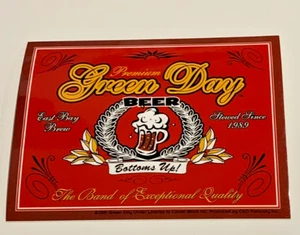 Premium
Green Day
BEER
East Bay
Brew
Stewed Since
1989
Bottoms Up!
The Band of Exceptional Quality